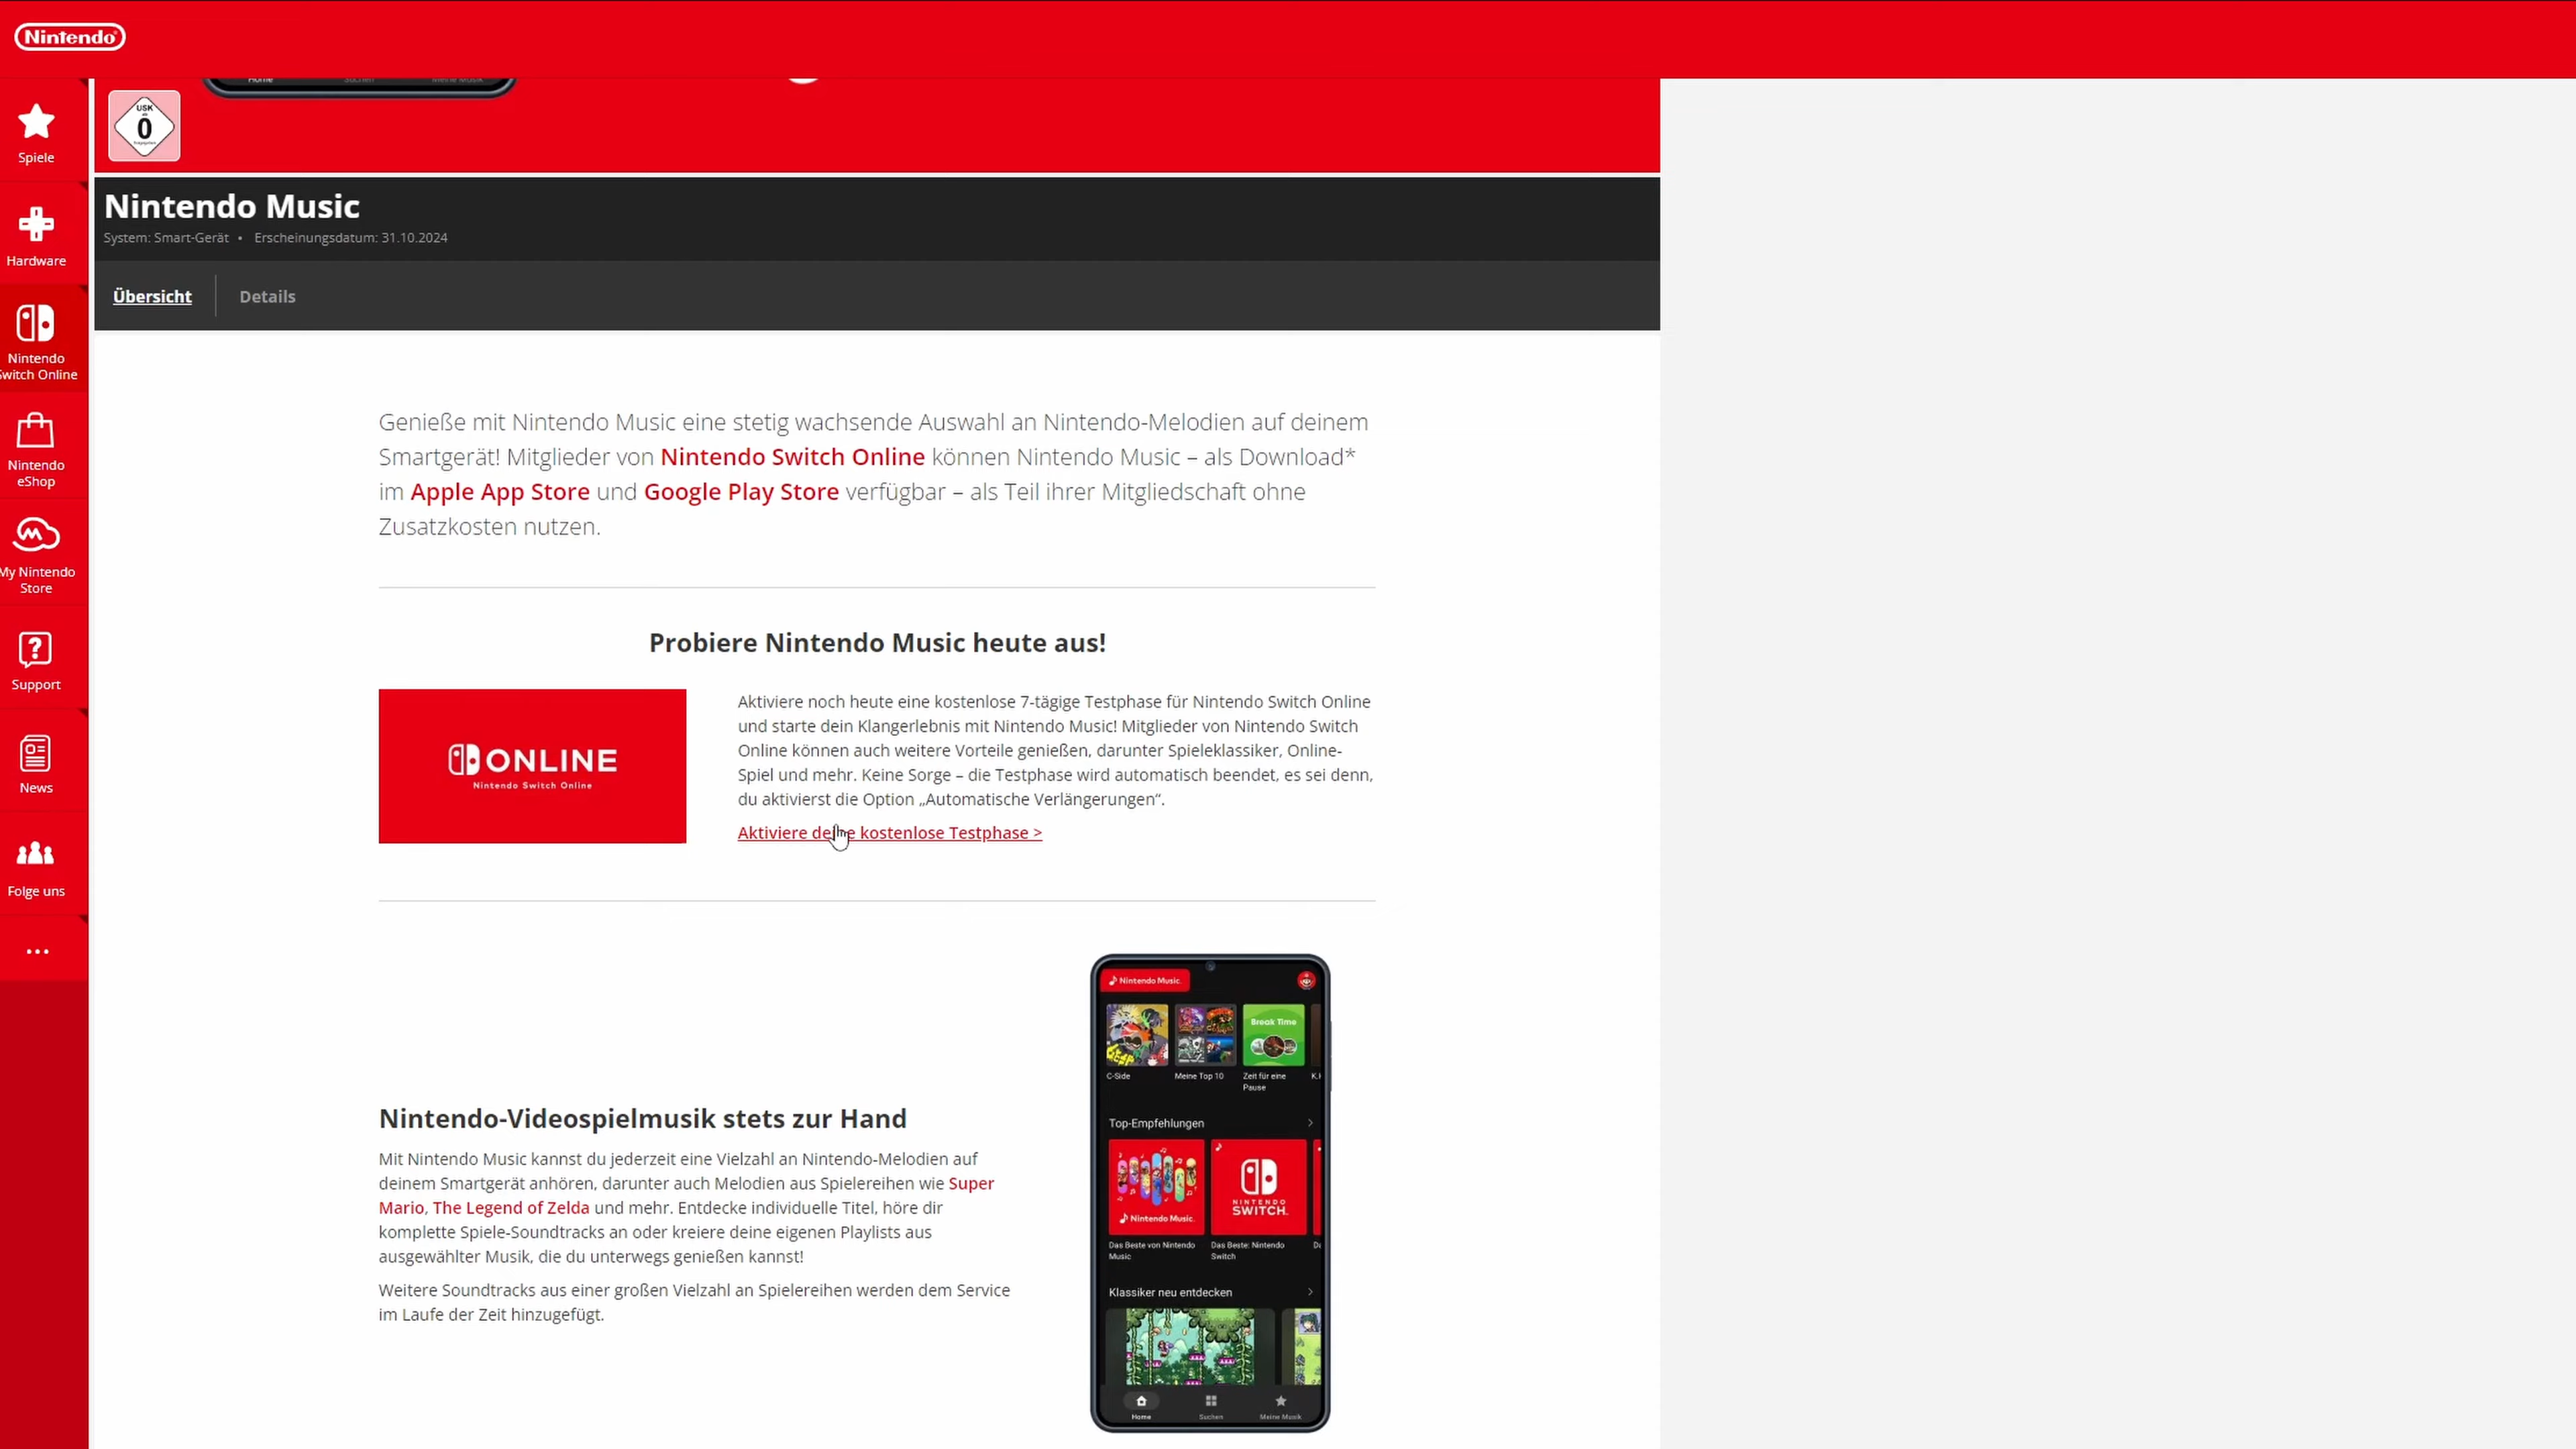 Nintendo
Home
Suchen
Meine Musik
USK
ab
0
Spiele
Hardware
Nintendo
Switch Online
Nintendo
eShop
My Nintendo
Store
Support
News
Folge uns
...
Nintendo Music
System: Smart-Gerät • Erscheinungsdatum: 31.10.2024
Übersicht
Details
Genieße mit Nintendo Music eine stetig wachsende Auswahl an Nintendo-Melodien auf deinem
Smartgerät! Mitglieder von Nintendo Switch Online können Nintendo Music – als Download*
im Apple App Store und Google Play Store verfügbar – als Teil ihrer Mitgliedschaft ohne
Zusatzkosten nutzen.
Probiere Nintendo Music heute aus!
ONLINE
Nintendo Switch Online
Aktiviere noch heute eine kostenlose 7-tägige Testphase für Nintendo Switch Online
und starte dein Klangerlebnis mit Nintendo Music! Mitglieder von Nintendo Switch
Online können auch weitere Vorteile genießen, darunter Spieleklassiker, Online-
Spiel und mehr. Keine Sorge – die Testphase wird automatisch beendet, es sei denn,
du aktivierst die Option „Automatische Verlängerungen“.
Aktiviere deine kostenlose Testphase >
Nintendo-Videospielmusik stets zur Hand
Mit Nintendo Music kannst du jederzeit eine Vielzahl an Nintendo-Melodien auf
deinem Smartgerät anhören, darunter auch Melodien aus Spielereihen wie Super
Mario, The Legend of Zelda und mehr. Entdecke individuelle Titel, höre dir
komplette Spiele-Soundtracks an oder kreiere deine eigenen Playlists aus
ausgewählter Musik, die du unterwegs genießen kannst!
Weitere Soundtracks aus einer großen Vielzahl an Spielereihen werden dem Service
im Laufe der Zeit hinzugefügt.
Nintendo Music
Break Time
C-Side
Meine Top 10
Zeit für eine
Pause
K.
Top-Empfehlungen
Nintendo Music
NINTENDO
SWITCH
Das Beste von Nintendo
Music
Das Beste: Nintendo
Switch
Klassiker neu entdecken
Home
Suchen
Meine Musik